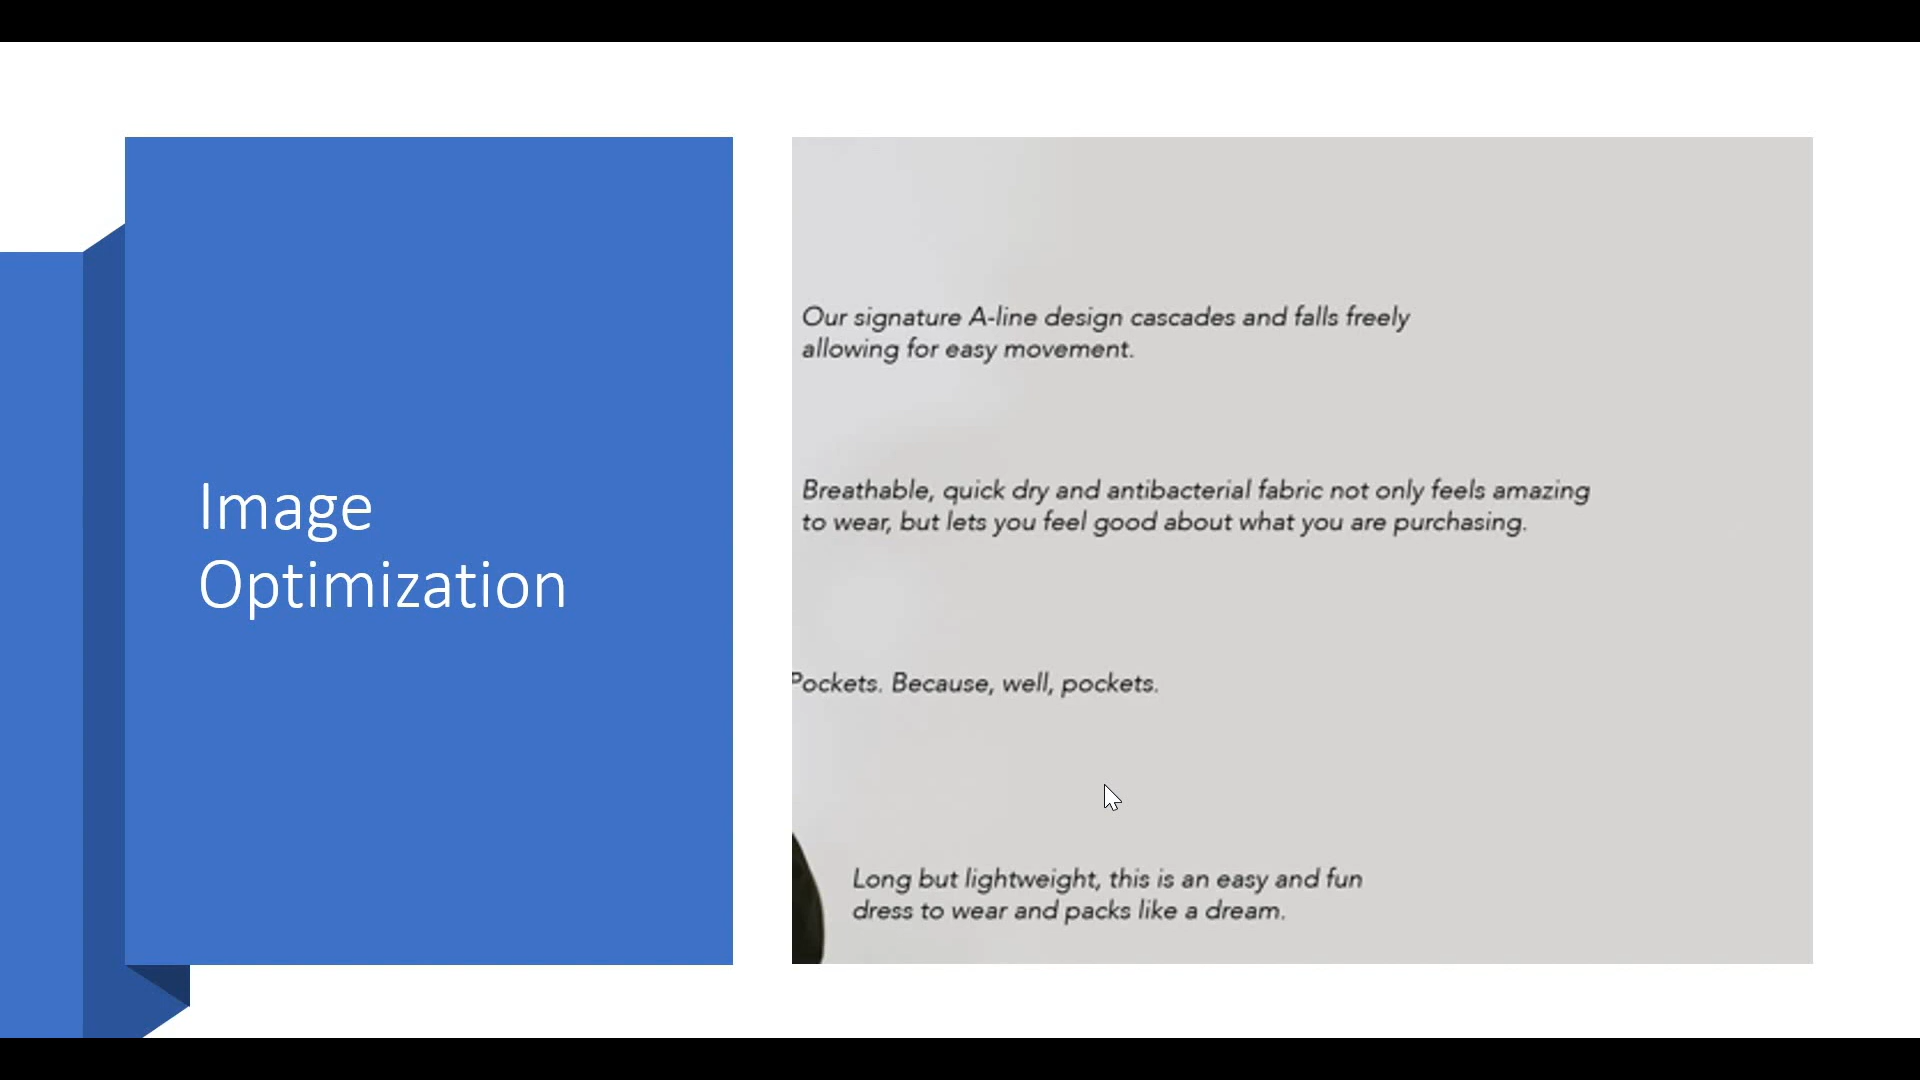 Image
Optimization
Our signature A-line design cascades and falls freely
allowing for easy movement.
Breathable, quick dry and antibacterial fabric not only feels amazing
to wear, but lets you feel good about what you are purchasing.
Pockets. Because, well, pockets.
Long but lightweight, this is an easy and fun
dress to wear and packs like a dream.